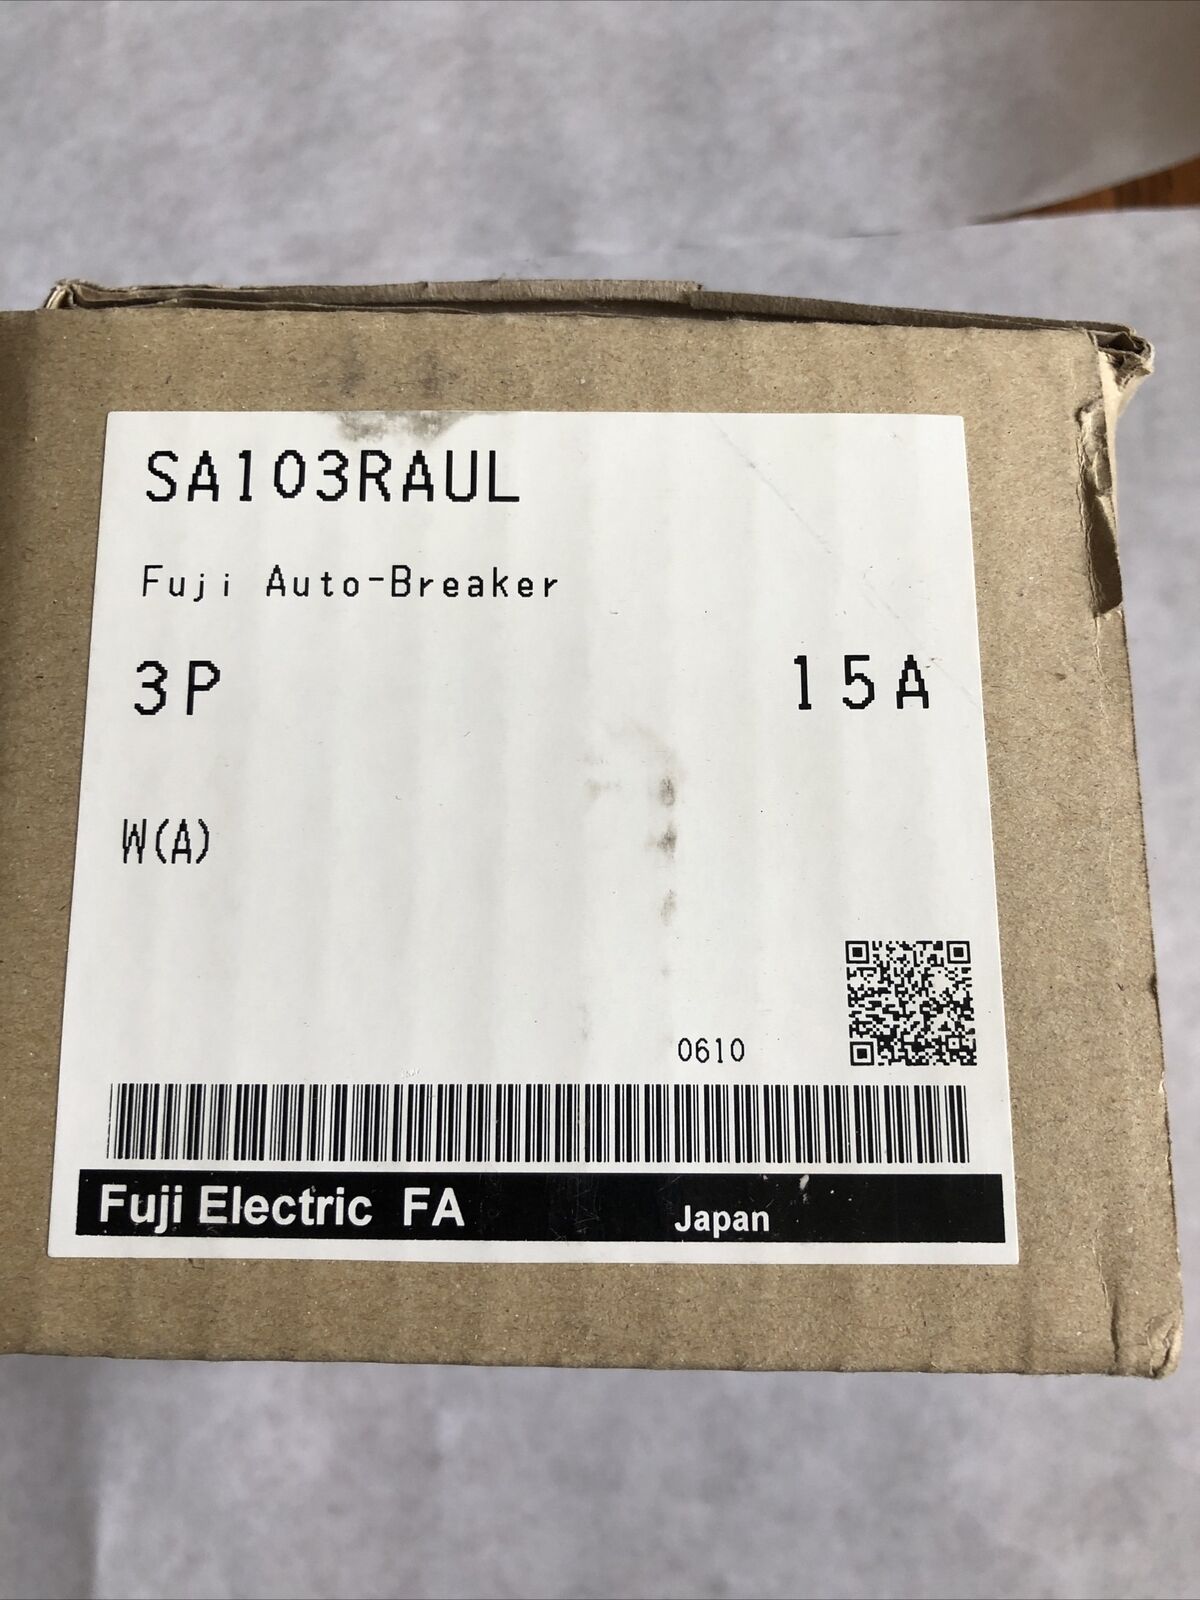 SA103RAUL
Fuji Auto-Breaker
3P 15A
W(A)
0610
Fuji Electric FA Japan